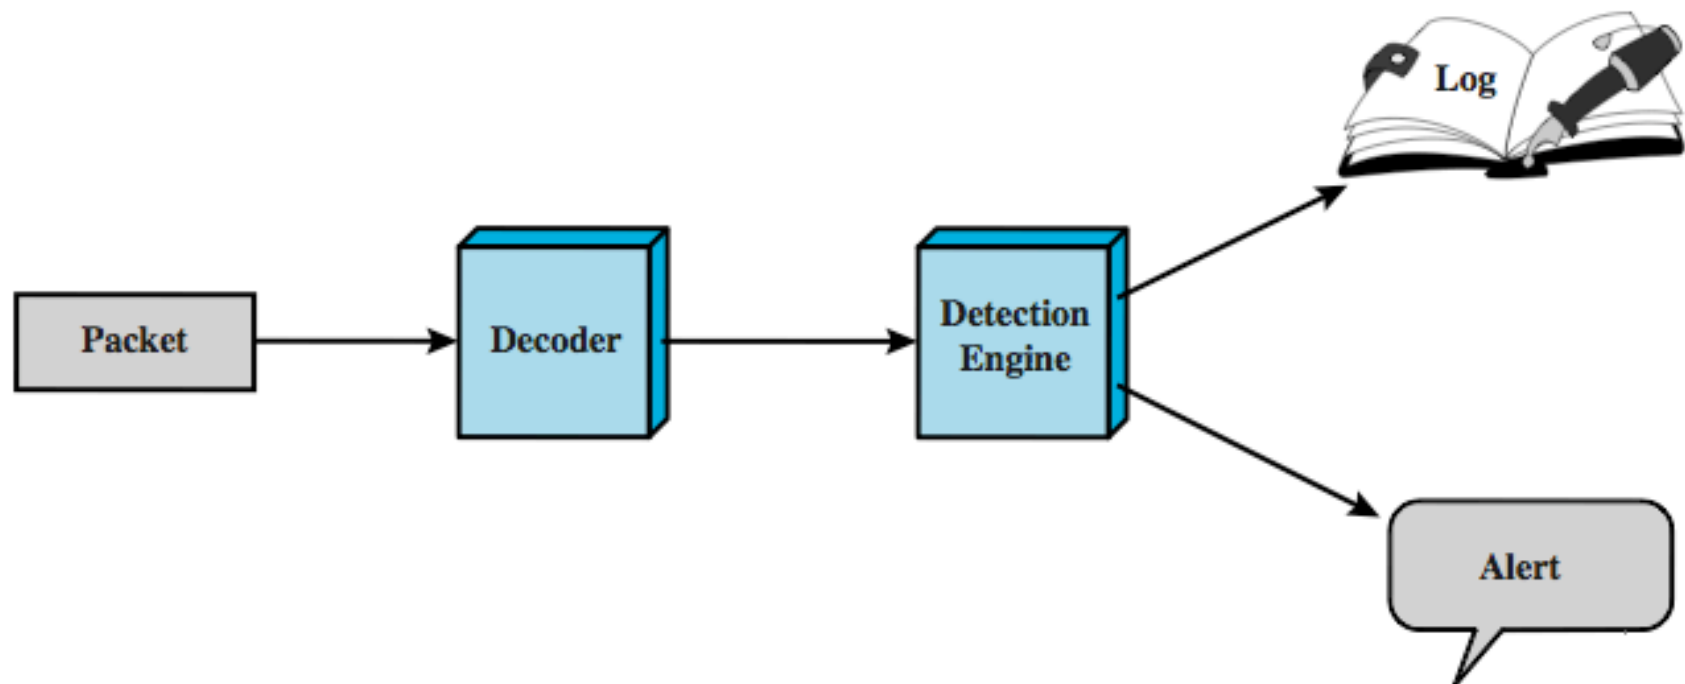 Log
Packet
Decoder
Detection
Engine
Alert